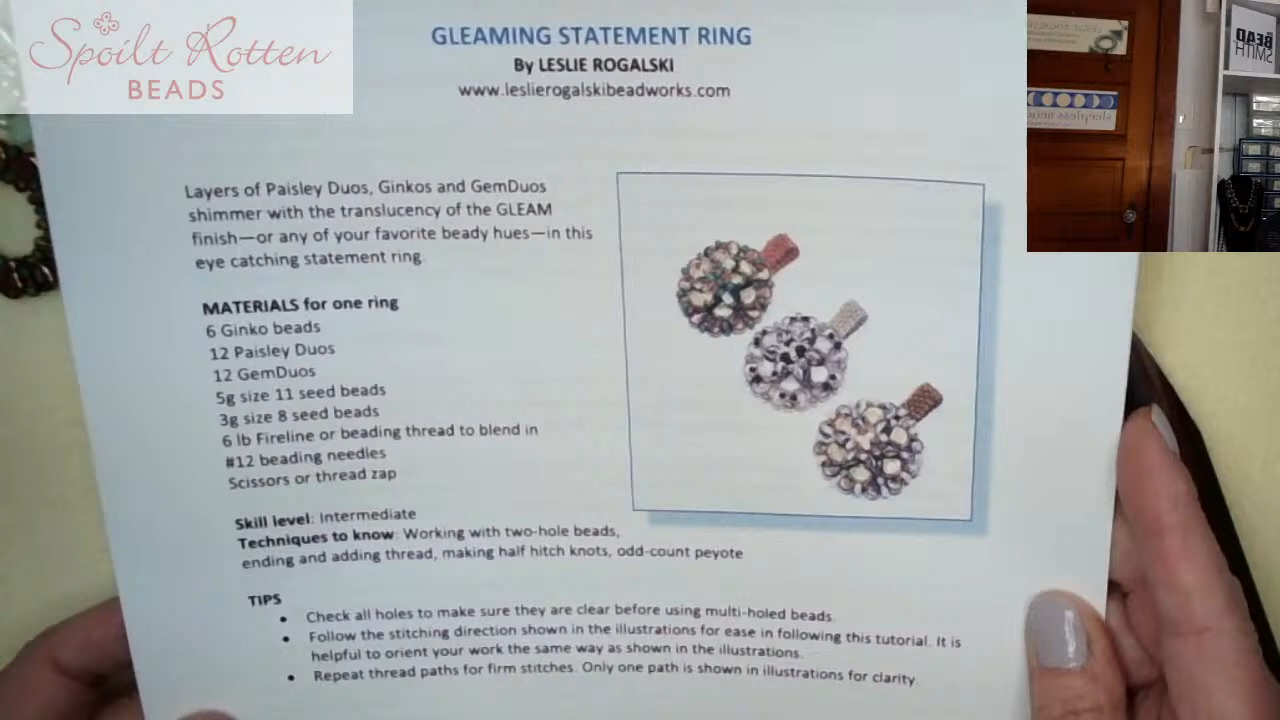 Spoilt Rotten
BEADS
GLEAMING STATEMENT RING
By LESLIE ROGALSKI
www.leslierogalskibeadworks.com
Layers of Paisley Duos, Ginkos and GemDuos
shimmer with the translucency of the GLEAM
finish—or any of your favorite beady hues—in this
eye catching statement ring.
MATERIALS for one ring
6 Ginko beads
12 Paisley Duos
12 GemDuos
5g size 11 seed beads
3g size 8 seed beads
6 lb Fireline or beading thread to blend in
#12 beading needles
Scissors or thread zap
Skill level: Intermediate
Techniques to know: Working with two-hole beads,
ending and adding thread, making half hitch knots, odd-count peyote
TIPS
• Check all holes to make sure they are clear before using multi-holed beads.
• Follow the stitching direction shown in the illustrations for ease in following this tutorial. It is
helpful to orient your work the same way as shown in the illustrations.
• Repeat thread paths for firm stitches. Only one path is shown in illustrations for clarity.
BEAD
SMITH